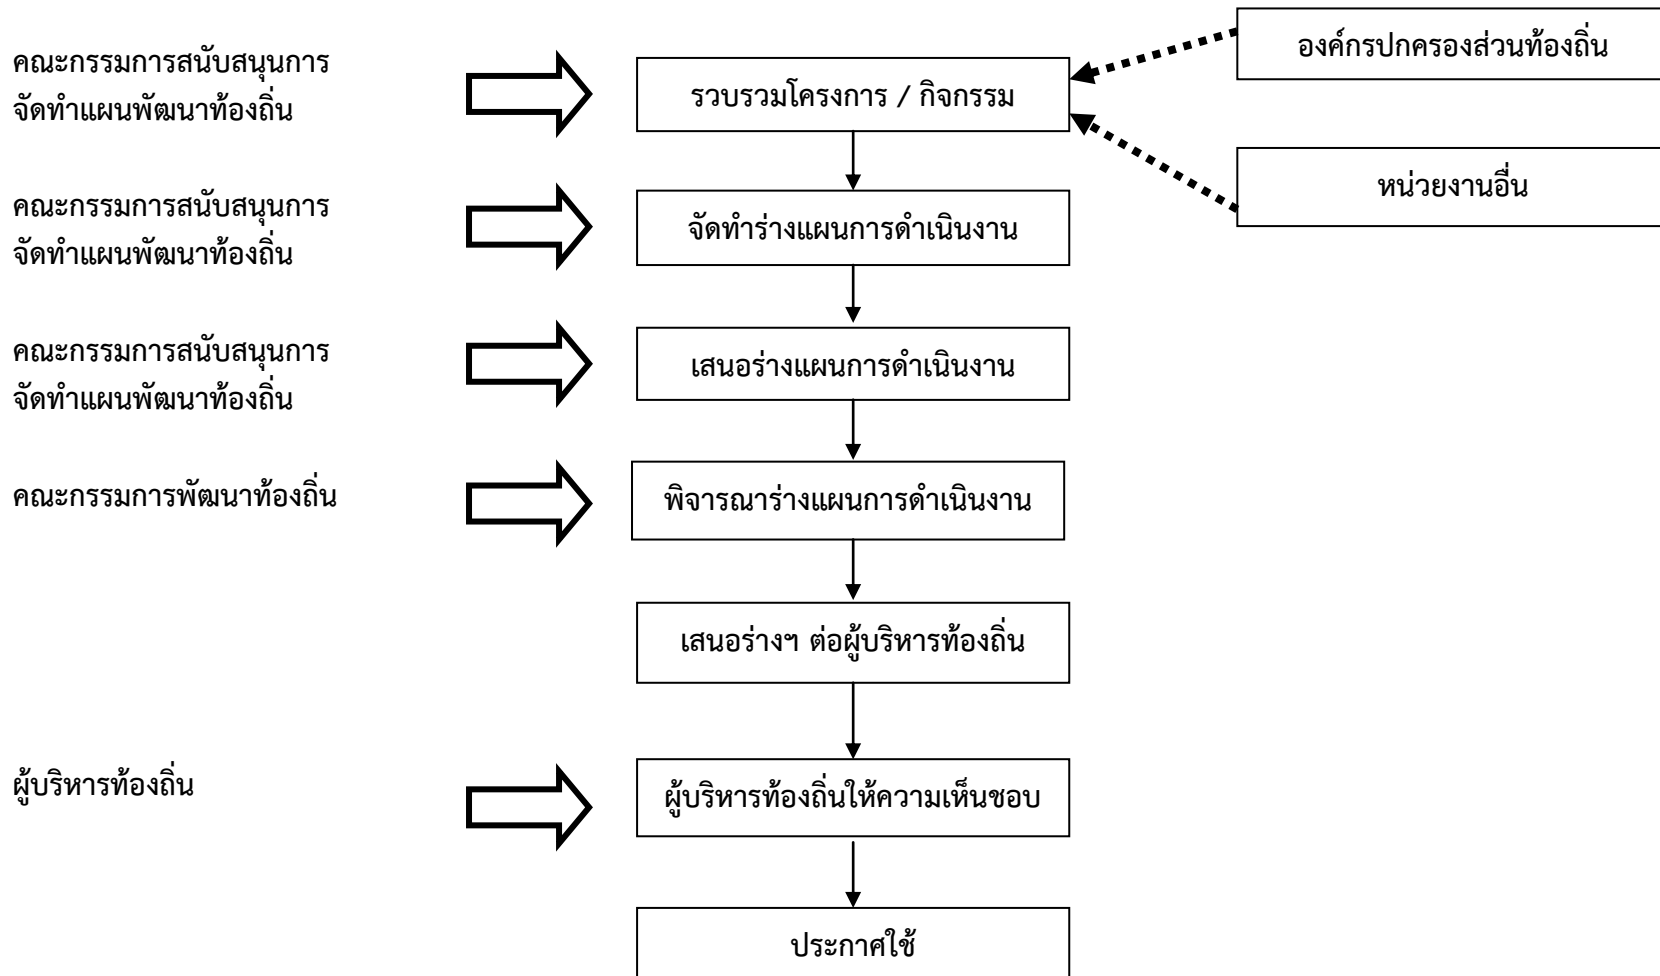 องค์กรปกครองส่วนท้องถิ่น
คณะกรรมการสนับสนุนการ
จัดทำแผนพัฒนาท้องถิ่น
รวบรวมโครงการ / กิจกรรม
หน่วยงานอื่น
คณะกรรมการสนับสนุนการ
จัดทำแผนพัฒนาท้องถิ่น
จัดทำร่างแผนการดำเนินงาน
คณะกรรมการสนับสนุนการ
จัดทำแผนพัฒนาท้องถิ่น
เสนอร่างแผนการดำเนินงาน
คณะกรรมการพัฒนาท้องถิ่น
พิจารณาร่างแผนการดำเนินงาน
เสนอร่างฯ ต่อผู้บริหารท้องถิ่น
ผู้บริหารท้องถิ่น
ผู้บริหารท้องถิ่นให้ความเห็นชอบ
ประกาศใช้